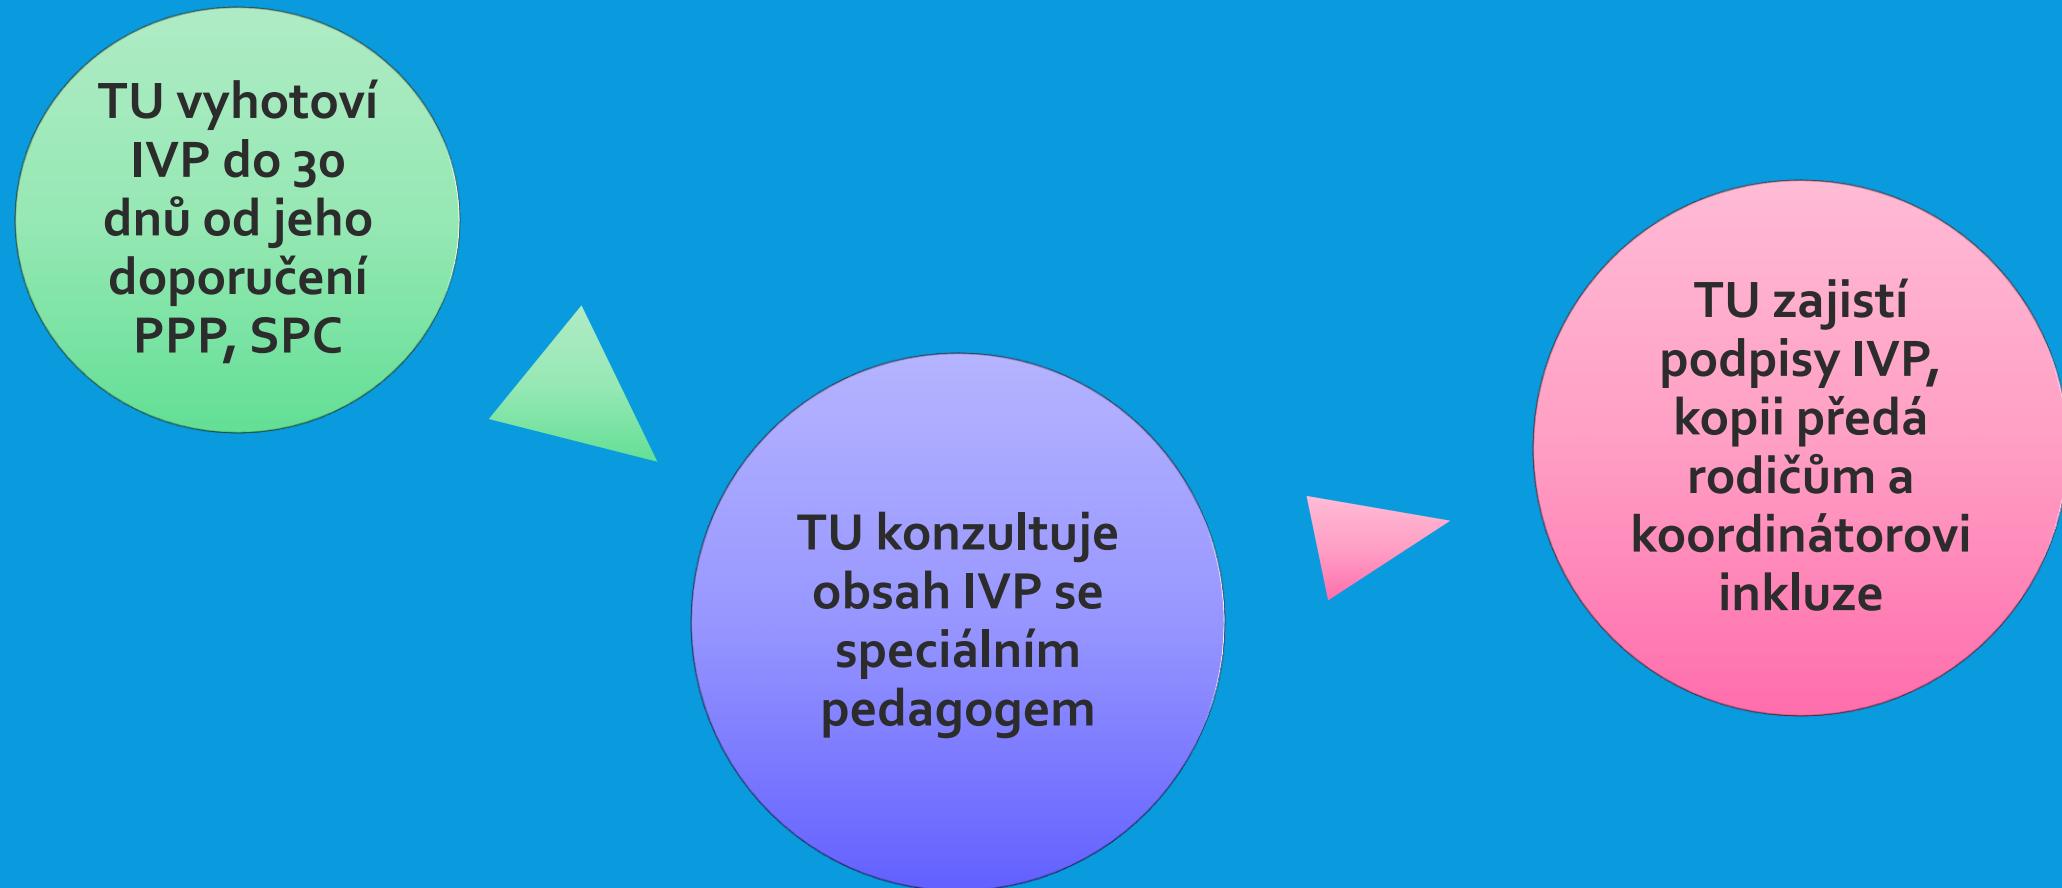 TU vyhotoví
IVP do 30
dnů od jeho
doporučení
PPP, SPC
TU konzultuje
obsah IVP se
speciálním
pedagogem
TU zajistí
podpisy IVP,
kopii předá
rodičům a
koordinátorovi
inkluze